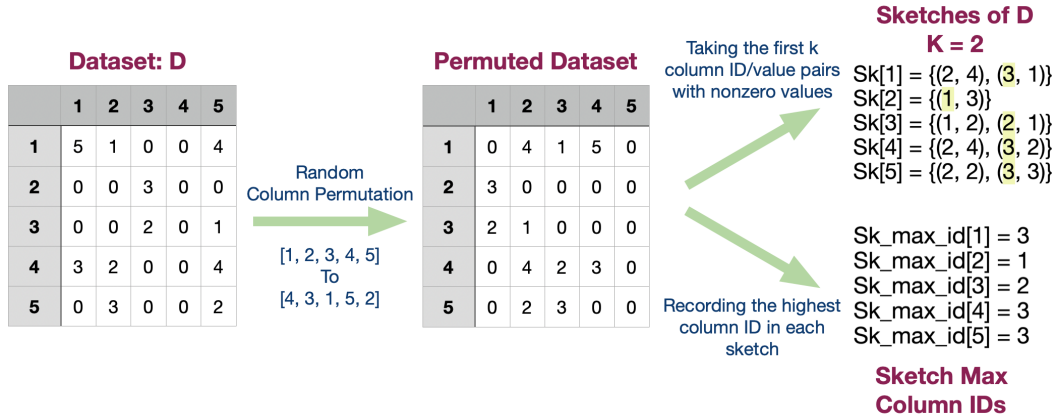 Dataset: D
1 2 3 4 5
1 5 1 0 0 4
2 0 0 3 0 0
3 0 0 2 0 1
4 3 2 0 0 4
5 0 3 0 0 2
Random
Column Permutation
[1, 2, 3, 4, 5]
To
[4, 3, 1, 5, 2]
Permuted Dataset
1 2 3 4 5
1 0 4 1 5 0
2 3 0 0 0 0
3 2 1 0 0 0
4 0 4 2 3 0
5 0 2 3 0 0
Taking the first k
column ID/value pairs
with nonzero values
Sketches of D
K = 2
Sk[1] = {(2, 4), (3, 1)}
Sk[2] = {(1, 3)}
Sk[3] = {(1, 2), (2, 1)}
Sk[4] = {(2, 4), (3, 2)}
Sk[5] = {(2, 2), (3, 3)}
Recording the highest
column ID in each
sketch
Sk_max_id[1] = 3
Sk_max_id[2] = 1
Sk_max_id[3] = 2
Sk_max_id[4] = 3
Sk_max_id[5] = 3
Sketch Max
Column IDs